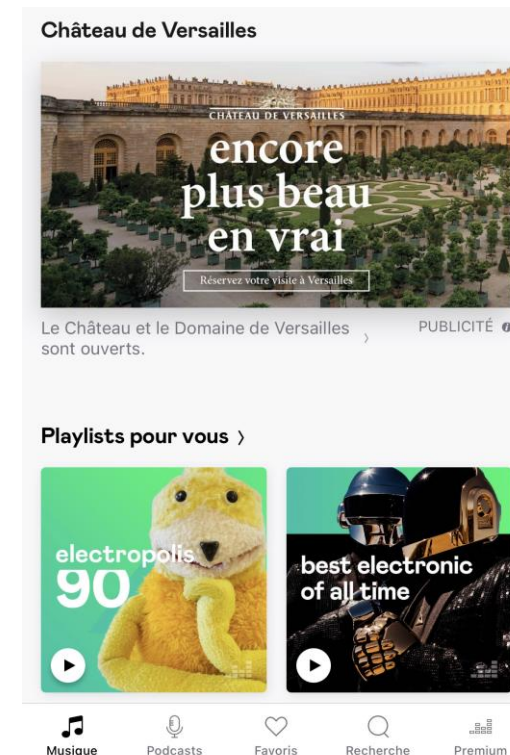 Château de Versailles
CHÂTEAU DE VERSAILLES
encore
plus beau
en vrai
Réservez votre visite à Versailles
Le Château et le Domaine de Versailles
sont ouverts.
PUBLICITÉ
Playlists pour vous
electropolis
90
best electronic
of all time
Musique
Podcasts
Favoris
Recherche
Premium